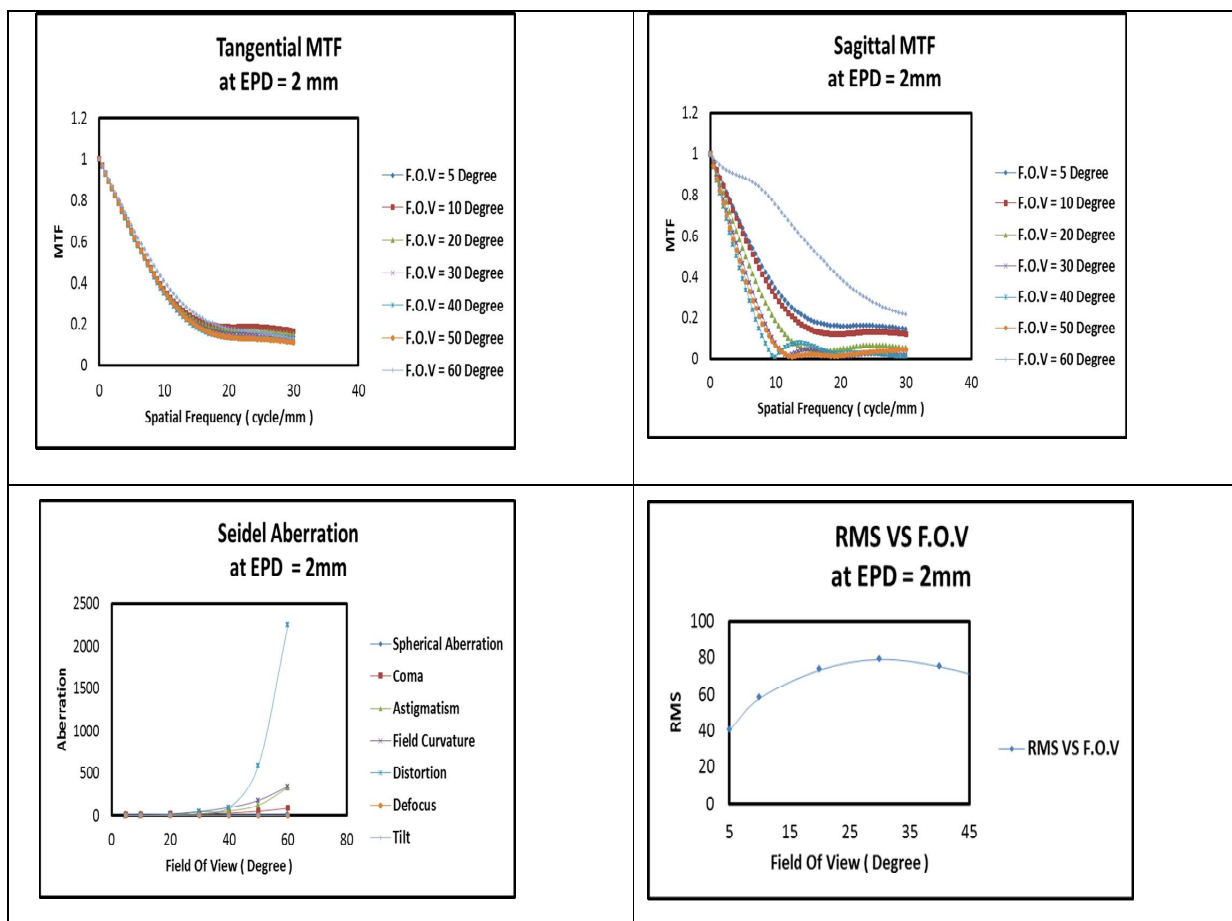 Tangential MTF
at EPD = 2 mm
1.2
1
0.8
0.6
0.4
0.2
0
MTF
0 10 20 30 40
Spatial Frequency ( cycle/mm )
F.O.V = 5 Degree
F.O.V = 10 Degree
F.O.V = 20 Degree
F.O.V = 30 Degree
F.O.V = 40 Degree
F.O.V = 50 Degree
F.O.V = 60 Degree
Sagittal MTF
at EPD = 2mm
1.2
1
0.8
0.6
0.4
0.2
0
MTF
0 10 20 30 40
Spatial Frequency ( cycle/mm )
F.O.V = 5 Degree
F.O.V = 10 Degree
F.O.V = 20 Degree
F.O.V = 30 Degree
F.O.V = 40 Degree
F.O.V = 50 Degree
F.O.V = 60 Degree
Seidel Aberration
at EPD = 2mm
2500
2000
1500
1000
500
0
Aberration
0 20 40 60 80
Field Of View ( Degree )
Spherical Aberration
Coma
Astigmatism
Field Curvature
Distortion
Defocus
Tilt
RMS VS F.O.V
at EPD = 2mm
100
80
60
40
20
0
RMS
5 15 25 35 45
Field Of View ( Degree )
RMS VS F.O.V